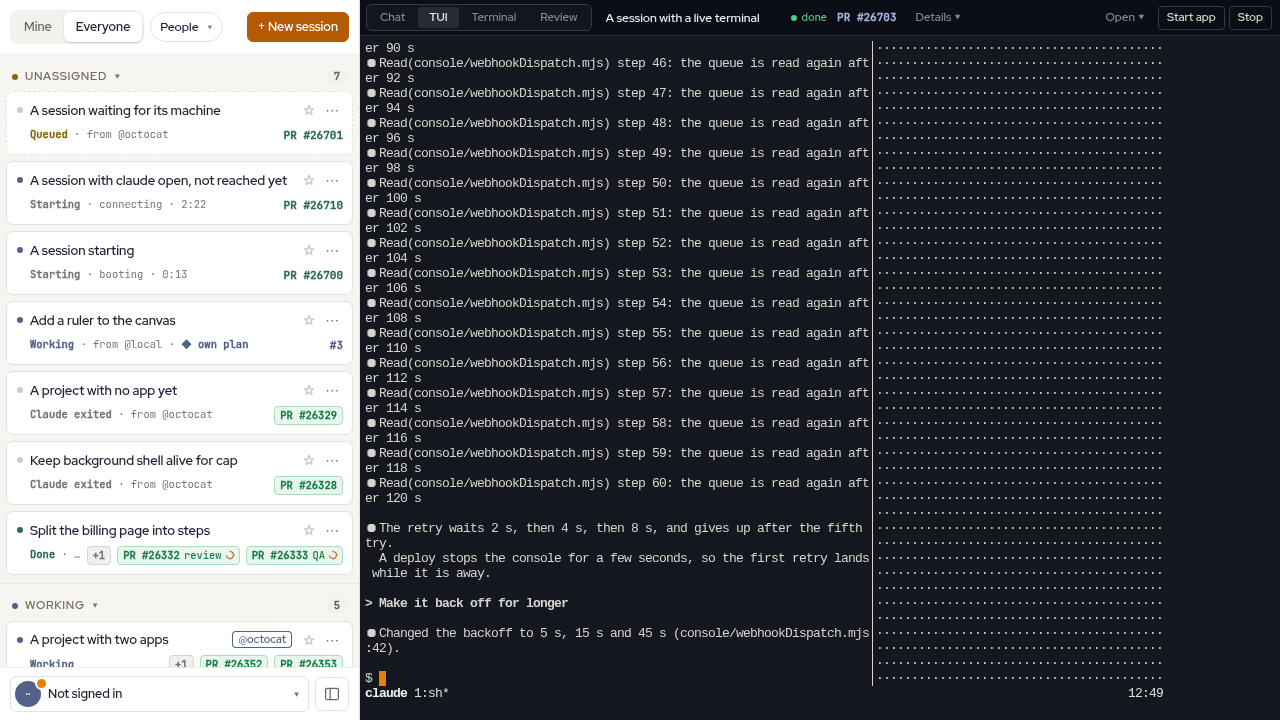 Mine Everyone People ▾ + New session
UNASSIGNED ▾ 7
A session waiting for its machine ☆ ···
Queued · from @octocat PR #26701
A session with claude open, not reached yet ☆ ···
Starting · connecting · 2:22 PR #26710
A session starting ☆ ···
Starting · booting · 0:13 PR #26700
Add a ruler to the canvas ☆ ···
Working · from @local · ◆ own plan #3
A project with no app yet ☆ ···
Claude exited · from @octocat PR #26329
Keep background shell alive for cap ☆ ···
Claude exited · from @octocat PR #26328
Split the billing page into steps ☆ ···
Done · … +1 PR #26332 review PR #26333 QA
WORKING ▾ 5
A project with two apps @octocat ☆ ···
Working +1 PR #26352 PR #26353
Not signed in ▾
Chat TUI Terminal Review A session with a live terminal ● done PR #26703 Details ▾ Open ▾ Start app Stop
er 90 s
● Read(console/webhookDispatch.mjs) step 46: the queue is read again aft
er 92 s
● Read(console/webhookDispatch.mjs) step 47: the queue is read again aft
er 94 s
● Read(console/webhookDispatch.mjs) step 48: the queue is read again aft
er 96 s
● Read(console/webhookDispatch.mjs) step 49: the queue is read again aft
er 98 s
● Read(console/webhookDispatch.mjs) step 50: the queue is read again aft
er 100 s
● Read(console/webhookDispatch.mjs) step 51: the queue is read again aft
er 102 s
● Read(console/webhookDispatch.mjs) step 52: the queue is read again aft
er 104 s
● Read(console/webhookDispatch.mjs) step 53: the queue is read again aft
er 106 s
● Read(console/webhookDispatch.mjs) step 54: the queue is read again aft
er 108 s
● Read(console/webhookDispatch.mjs) step 55: the queue is read again aft
er 110 s
● Read(console/webhookDispatch.mjs) step 56: the queue is read again aft
er 112 s
● Read(console/webhookDispatch.mjs) step 57: the queue is read again aft
er 114 s
● Read(console/webhookDispatch.mjs) step 58: the queue is read again aft
er 116 s
● Read(console/webhookDispatch.mjs) step 59: the queue is read again aft
er 118 s
● Read(console/webhookDispatch.mjs) step 60: the queue is read again aft
er 120 s
● The retry waits 2 s, then 4 s, then 8 s, and gives up after the fifth
try.
A deploy stops the console for a few seconds, so the first retry lands
while it is away.
> Make it back off for longer
● Changed the backoff to 5 s, 15 s and 45 s (console/webhookDispatch.mjs
:42).
$
claude 1:sh* 12:49